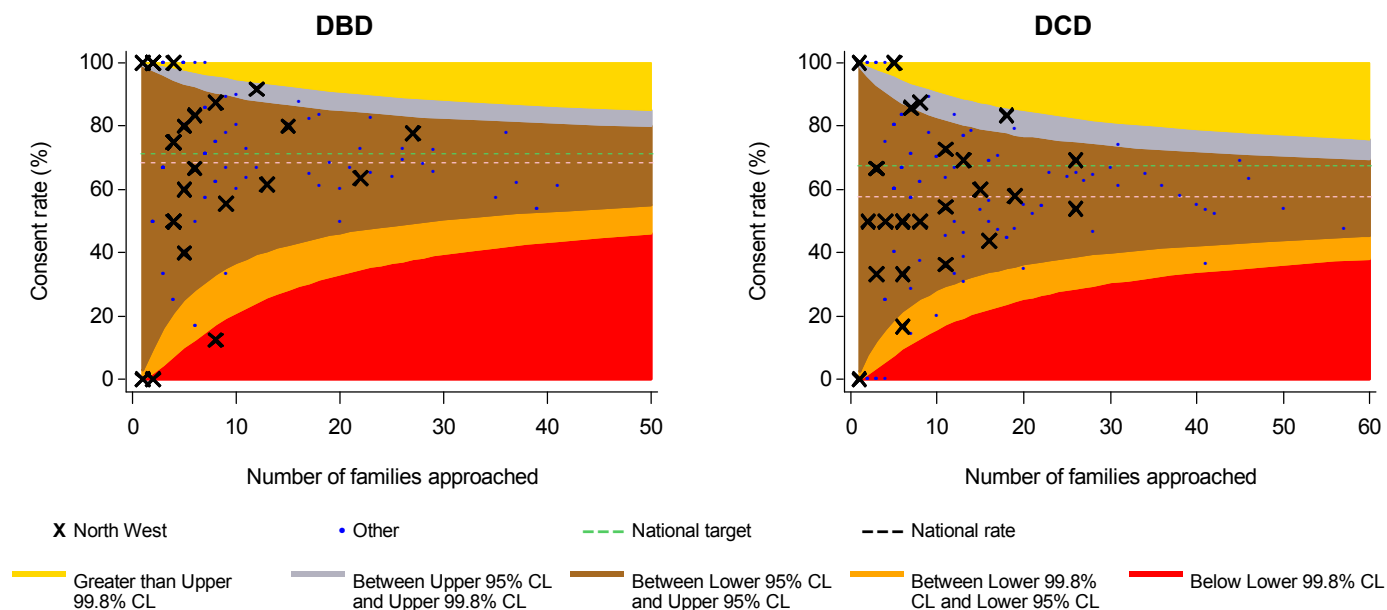 DBD
DCD
Consent rate (%)
100
80
60
40
20
0
0 10 20 30 40 50
Number of families approached
Consent rate (%)
100
80
60
40
20
0
0 10 20 30 40 50 60
Number of families approached
X North West
Other
National target
National rate
Greater than Upper
99.8% CL
Between Upper 95% CL
and Upper 99.8% CL
Between Lower 95% CL
and Upper 95% CL
Between Lower 99.8%
CL and Lower 95% CL
Below Lower 99.8% CL